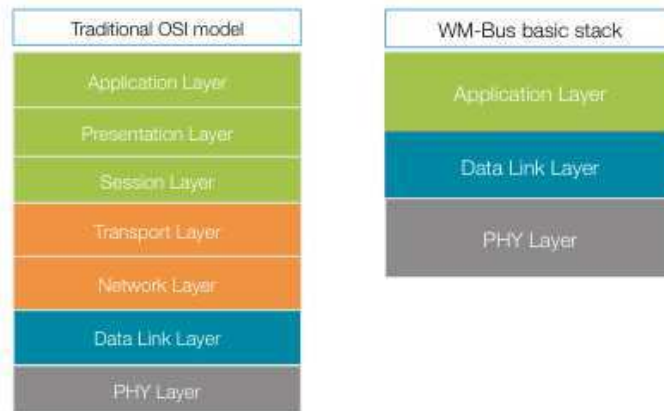 Traditional OSI model
Application Layer
Presentation Layer
Session Layer
Transport Layer
Network Layer
Data Link Layer
PHY Layer
WM-Bus basic stack
Application Layer
Data Link Layer
PHY Layer